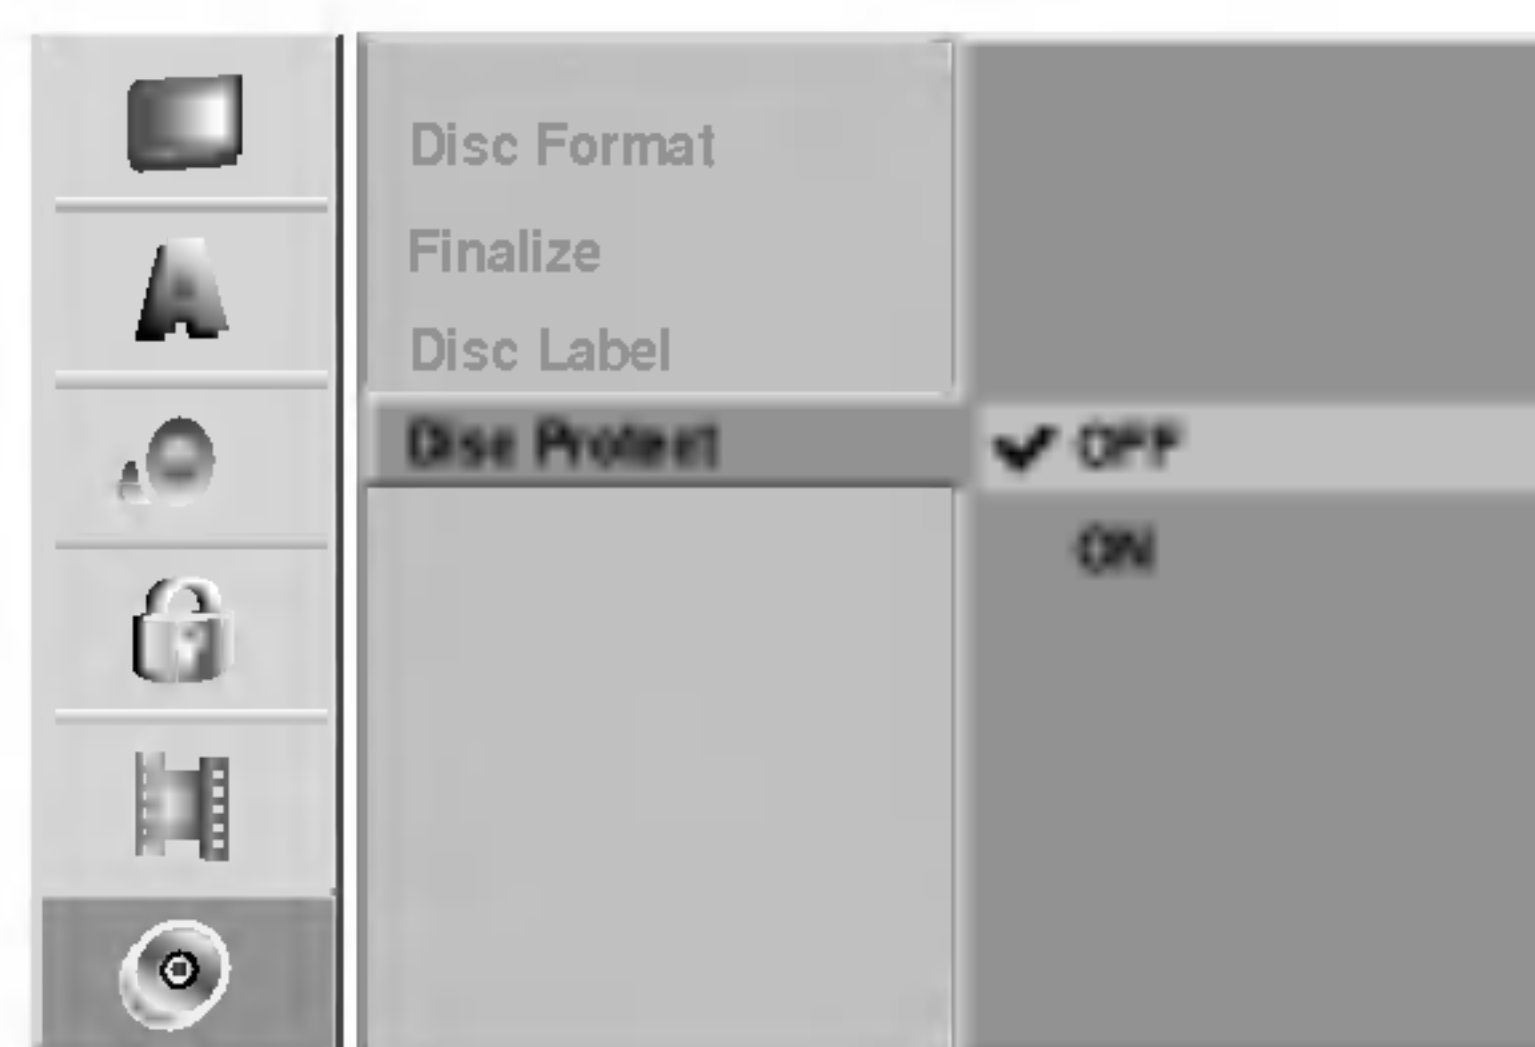 Disc Format
Finalize
Disc Label
Disc Protect
✔ OFF
ON